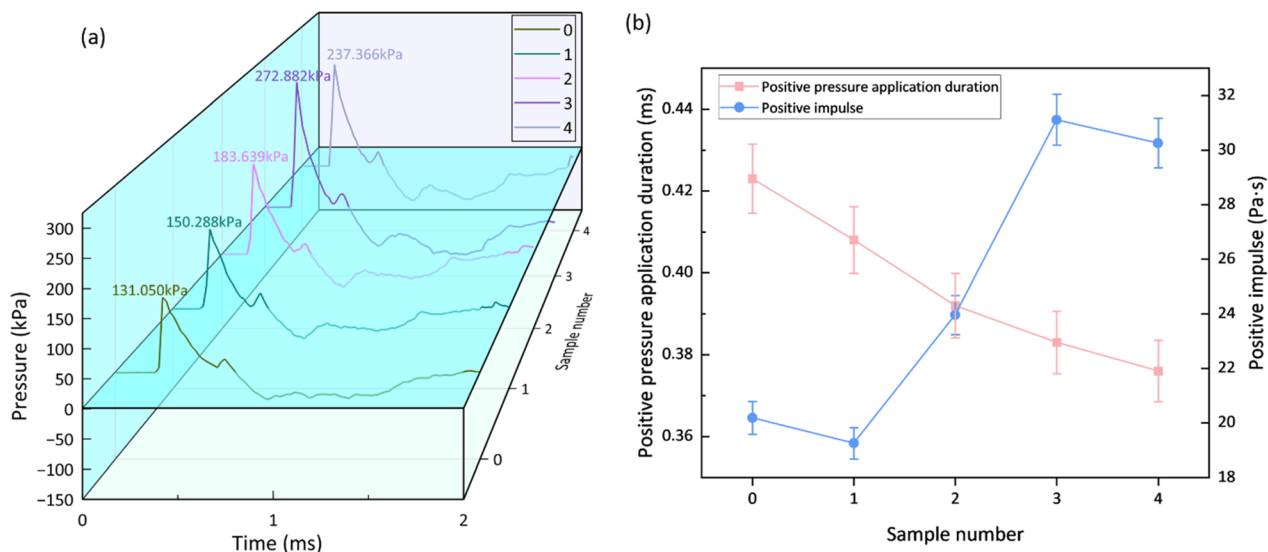 (a)
0
1
2
3
4
237.366kPa
272.882kPa
183.639kPa
150.288kPa
131.050kPa
Pressure (kPa)
300
250
200
150
100
50
0
−50
−100
−150
0
1
2
Time (ms)
0
1
2
3
4
Sample number
(b)
Positive pressure application duration
Positive impulse
Positive pressure application duration (ms)
0.44
0.42
0.40
0.38
0.36
32
30
28
26
24
22
20
18
Positive impulse (Pa·s)
0
1
2
3
4
Sample number